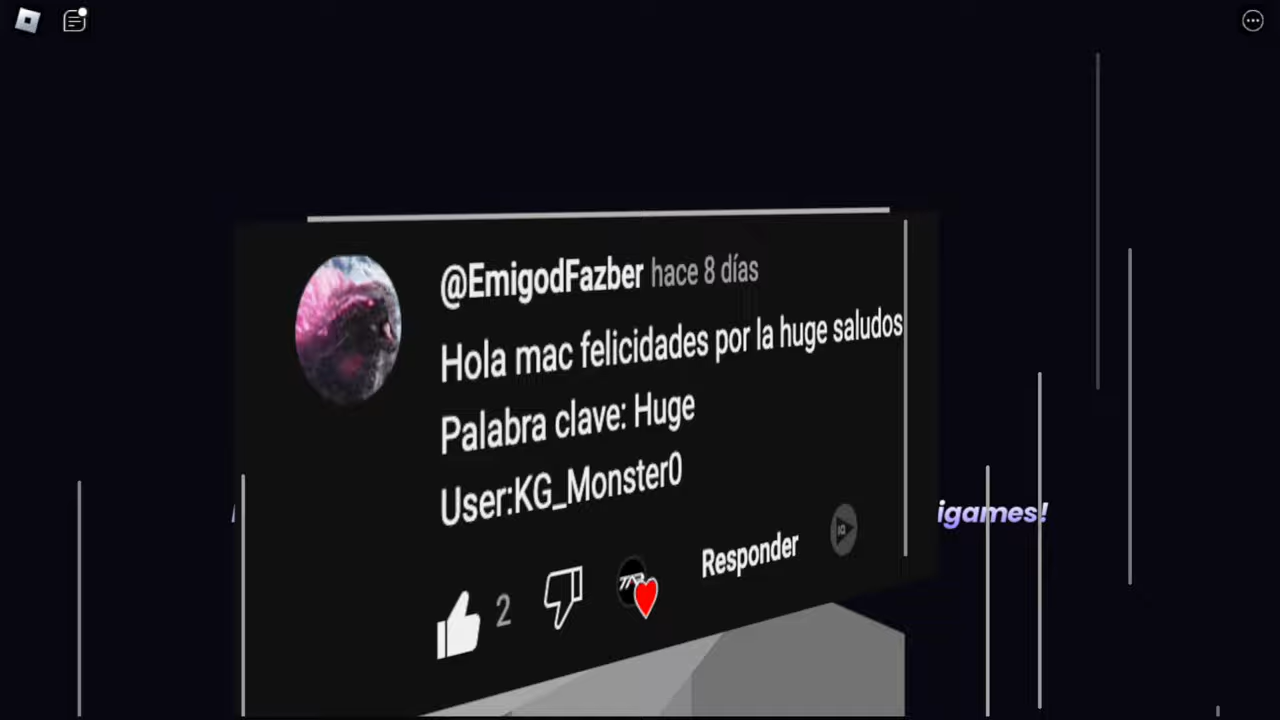 @EmigodFazber hace 8 días
Hola mac felicidades por la huge saludos
Palabra clave: Huge
User:KG_Monster0
igames!
2
Responder